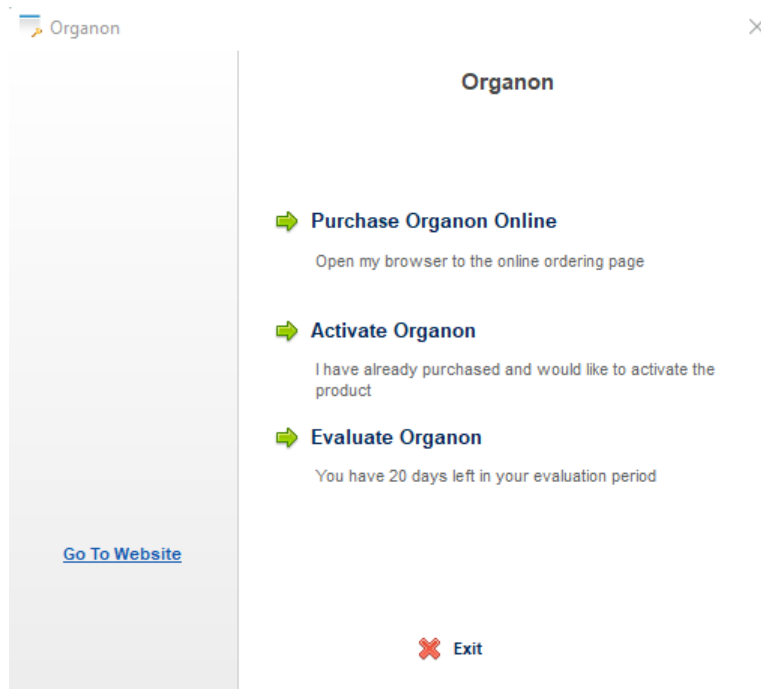 Organon
Organon
Purchase Organon Online
Open my browser to the online ordering page
Activate Organon
I have already purchased and would like to activate the
product
Evaluate Organon
You have 20 days left in your evaluation period
Go To Website
Exit